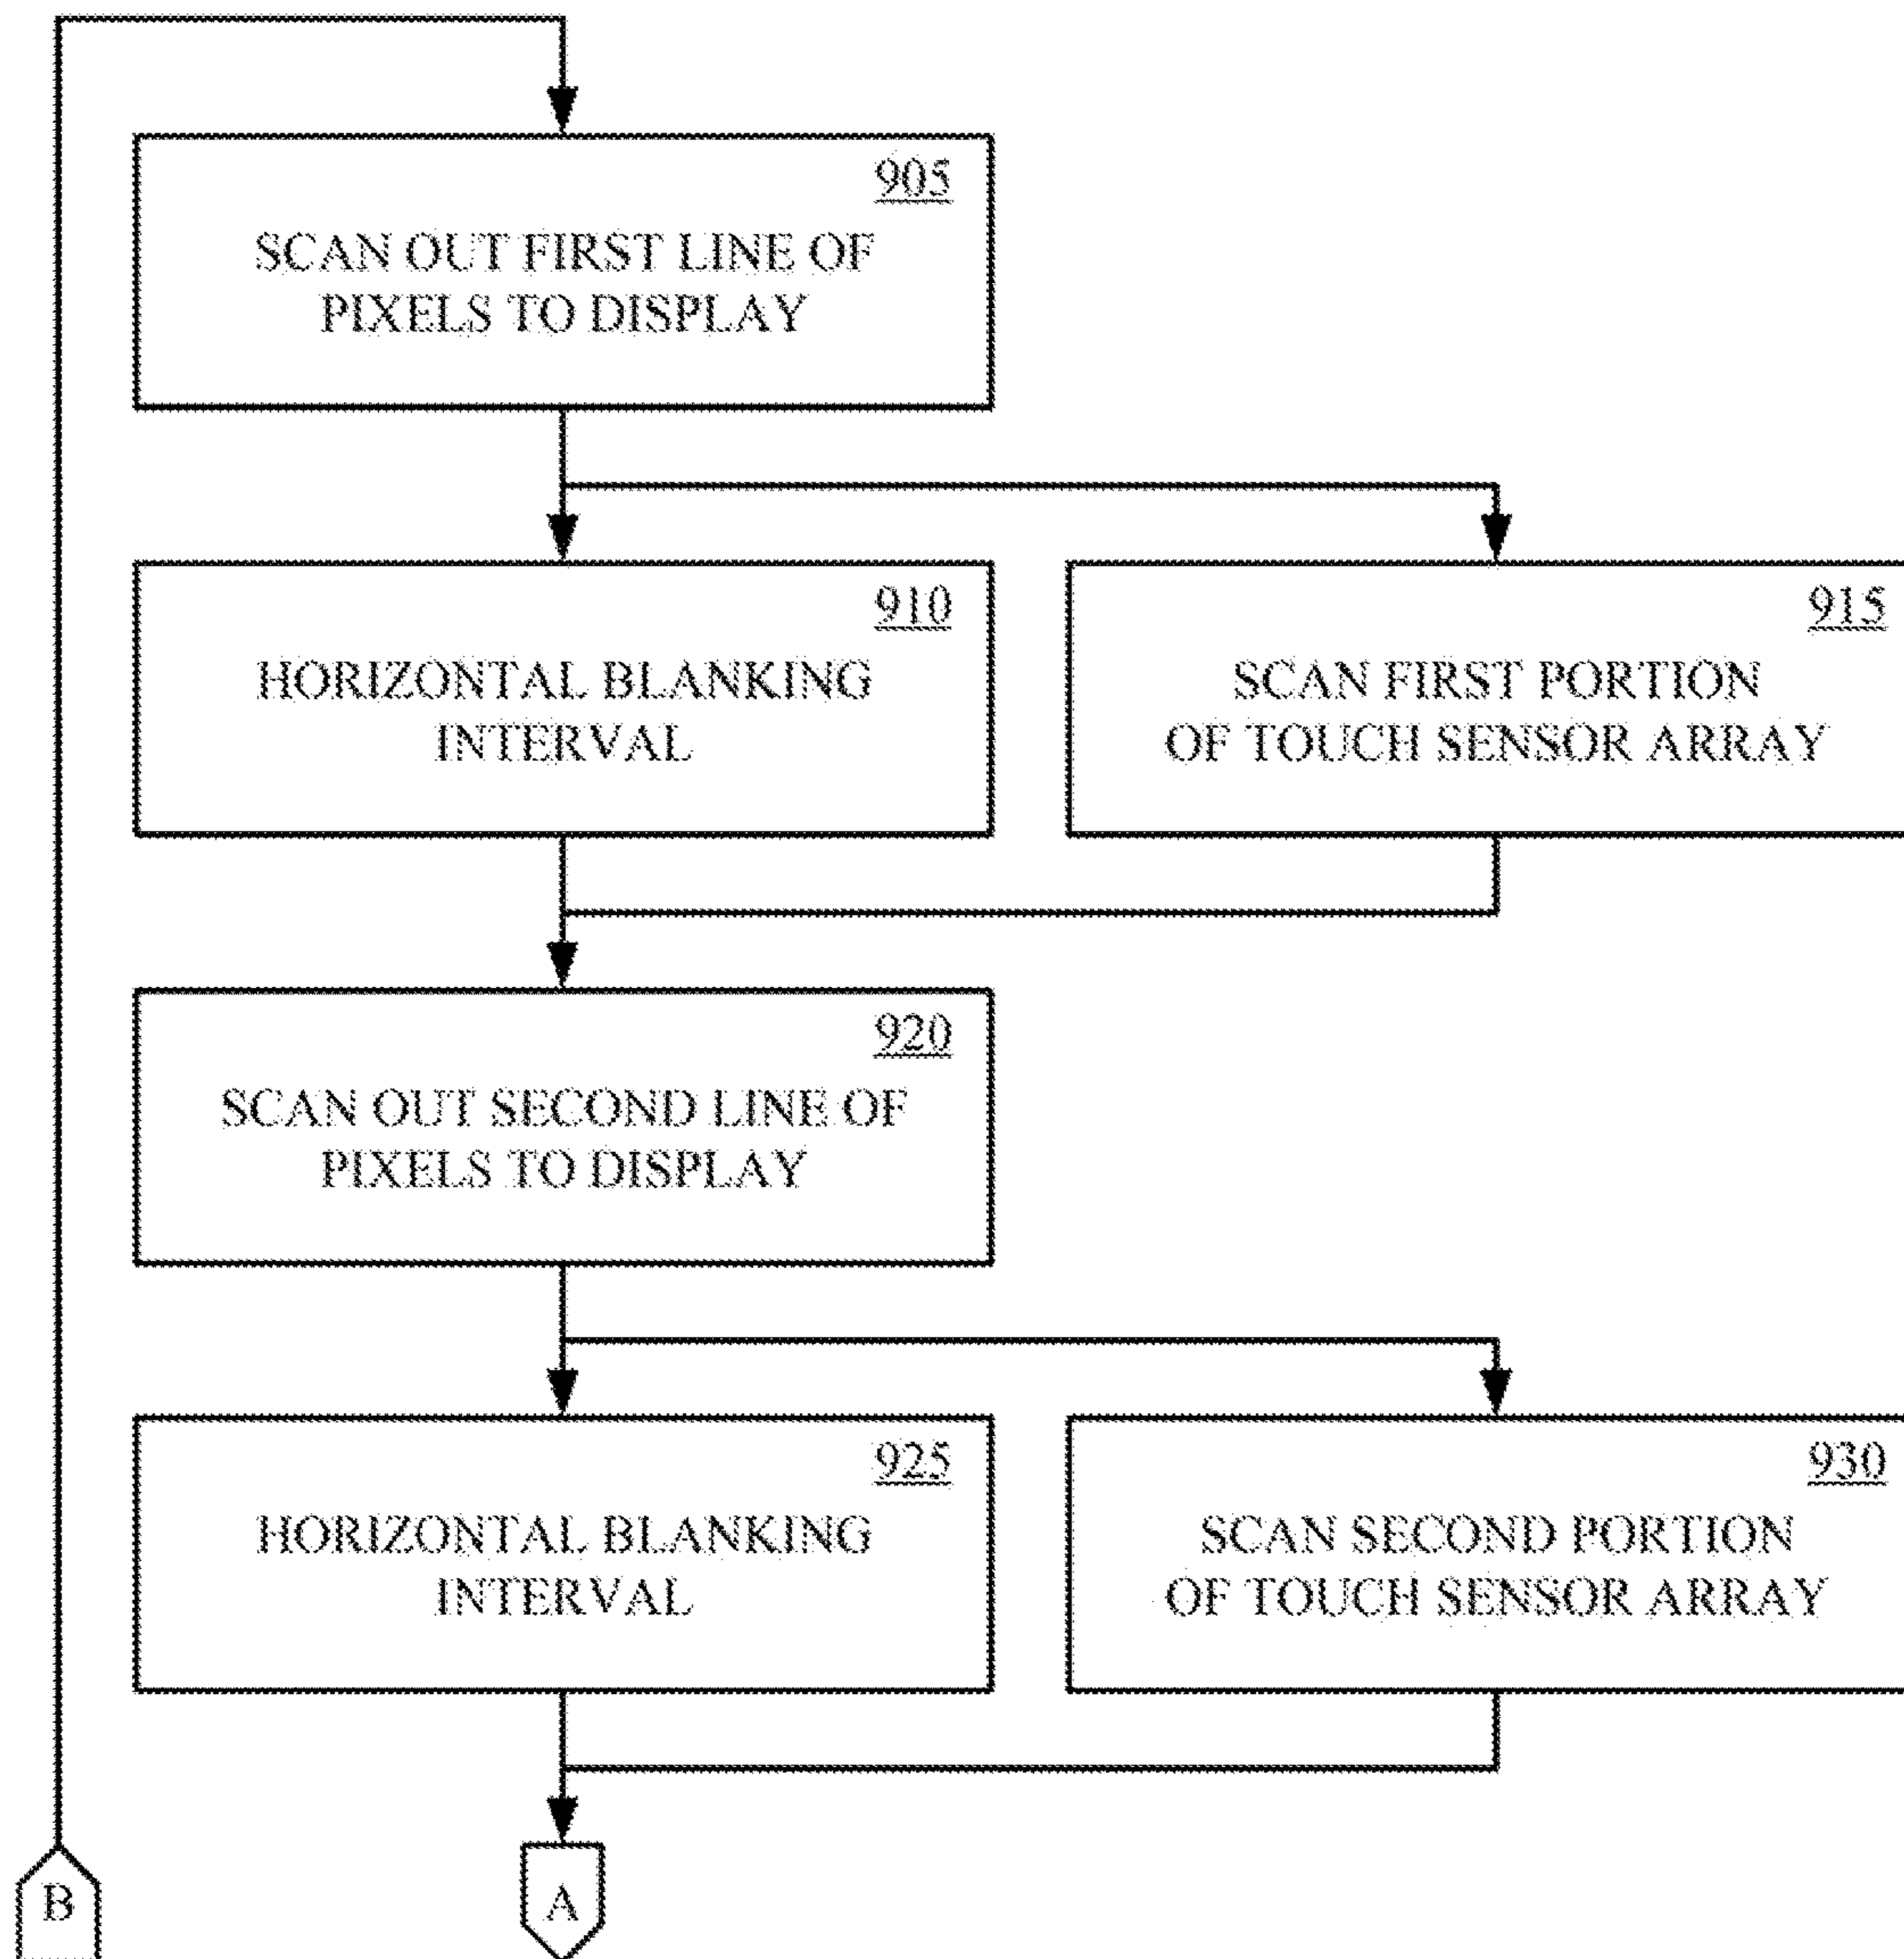 905
SCAN OUT FIRST LINE OF
PIXELS TO DISPLAY
910
HORIZONTAL BLANKING
INTERVAL
915
SCAN FIRST PORTION
OF TOUCH SENSOR ARRAY
920
SCAN OUT SECOND LINE OF
PIXELS TO DISPLAY
925
HORIZONTAL BLANKING
INTERVAL
930
SCAN SECOND PORTION
OF TOUCH SENSOR ARRAY
B
A